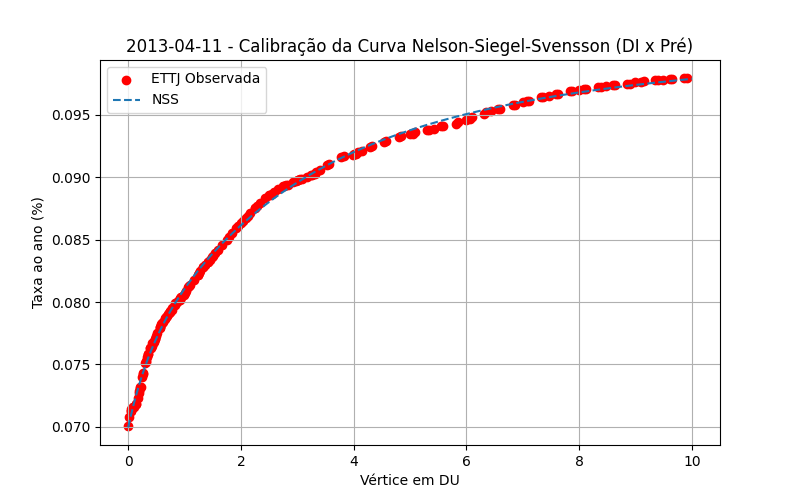 2013-04-11 - Calibração da Curva Nelson-Siegel-Svensson (DI x Pré)
ETTJ Observada
NSS
Taxa ao ano (%)
0.095
0.090
0.085
0.080
0.075
0.070
0 2 4 6 8 10
Vértice em DU